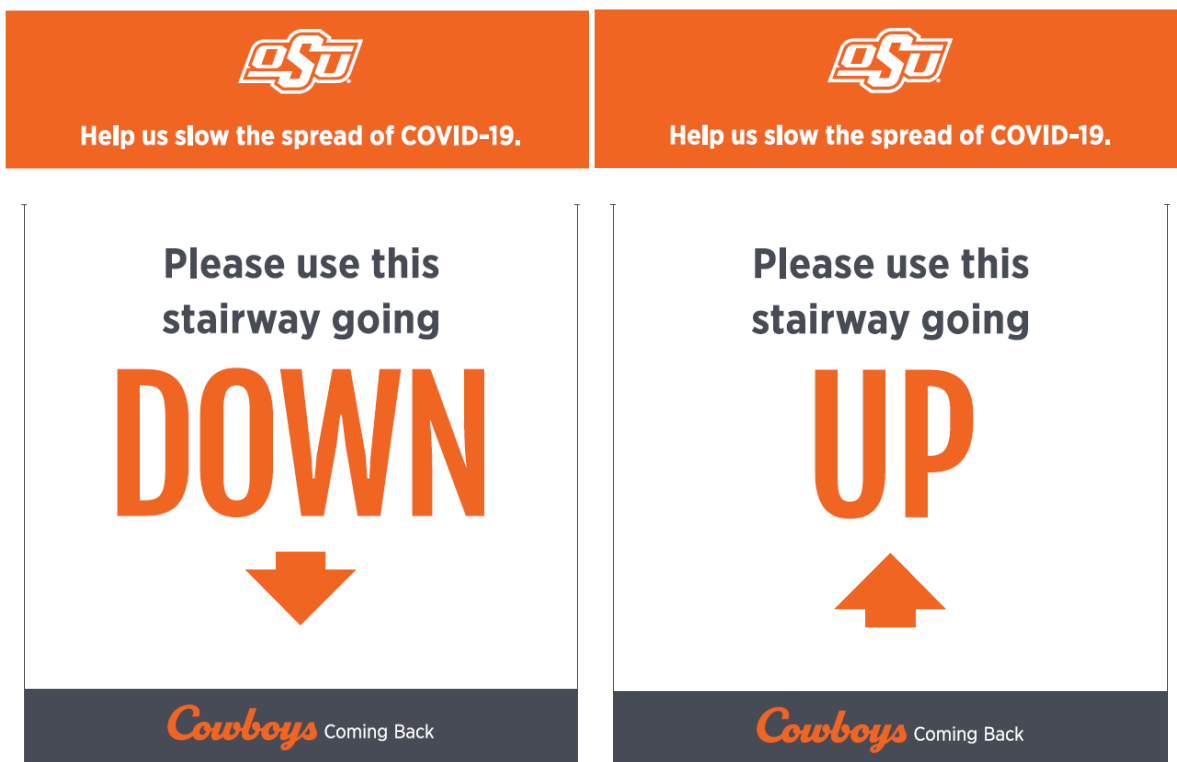 OSU
Help us slow the spread of COVID-19.
Please use this
stairway going
DOWN
Cowboys Coming Back
OSU
Help us slow the spread of COVID-19.
Please use this
stairway going
UP
Cowboys Coming Back